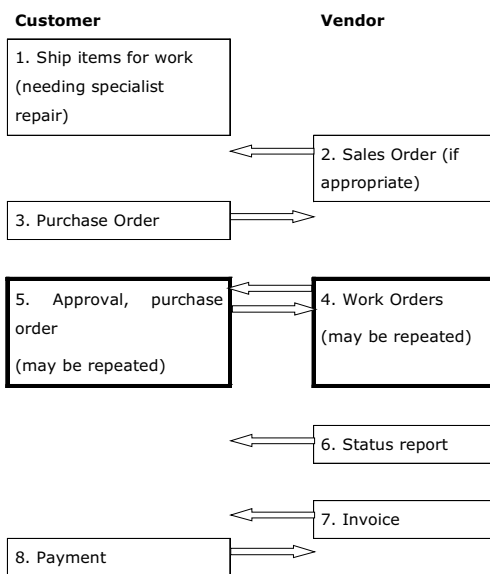 Customer
Vendor
1. Ship items for work
(needing specialist
repair)
2. Sales Order (if
appropriate)
3. Purchase Order
5. Approval, purchase
order
(may be repeated)
4. Work Orders
(may be repeated)
6. Status report
7. Invoice
8. Payment